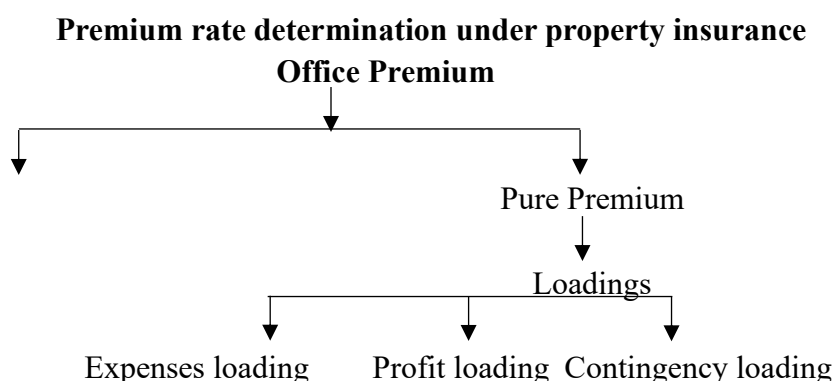 Premium rate determination under property insurance
Office Premium
Pure Premium
Loadings
Expenses loading Profit loading Contingency loading